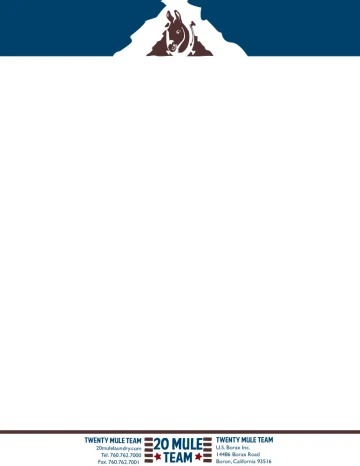 TWENTY MULE TEAM
20mulelaundry.com
Tel. 760.762.7000
Fax. 760.762.7001
20 MULE
TEAM
TWENTY MULE TEAM
U.S. Borax Inc.
14486 Borax Road
Boron, California 93516